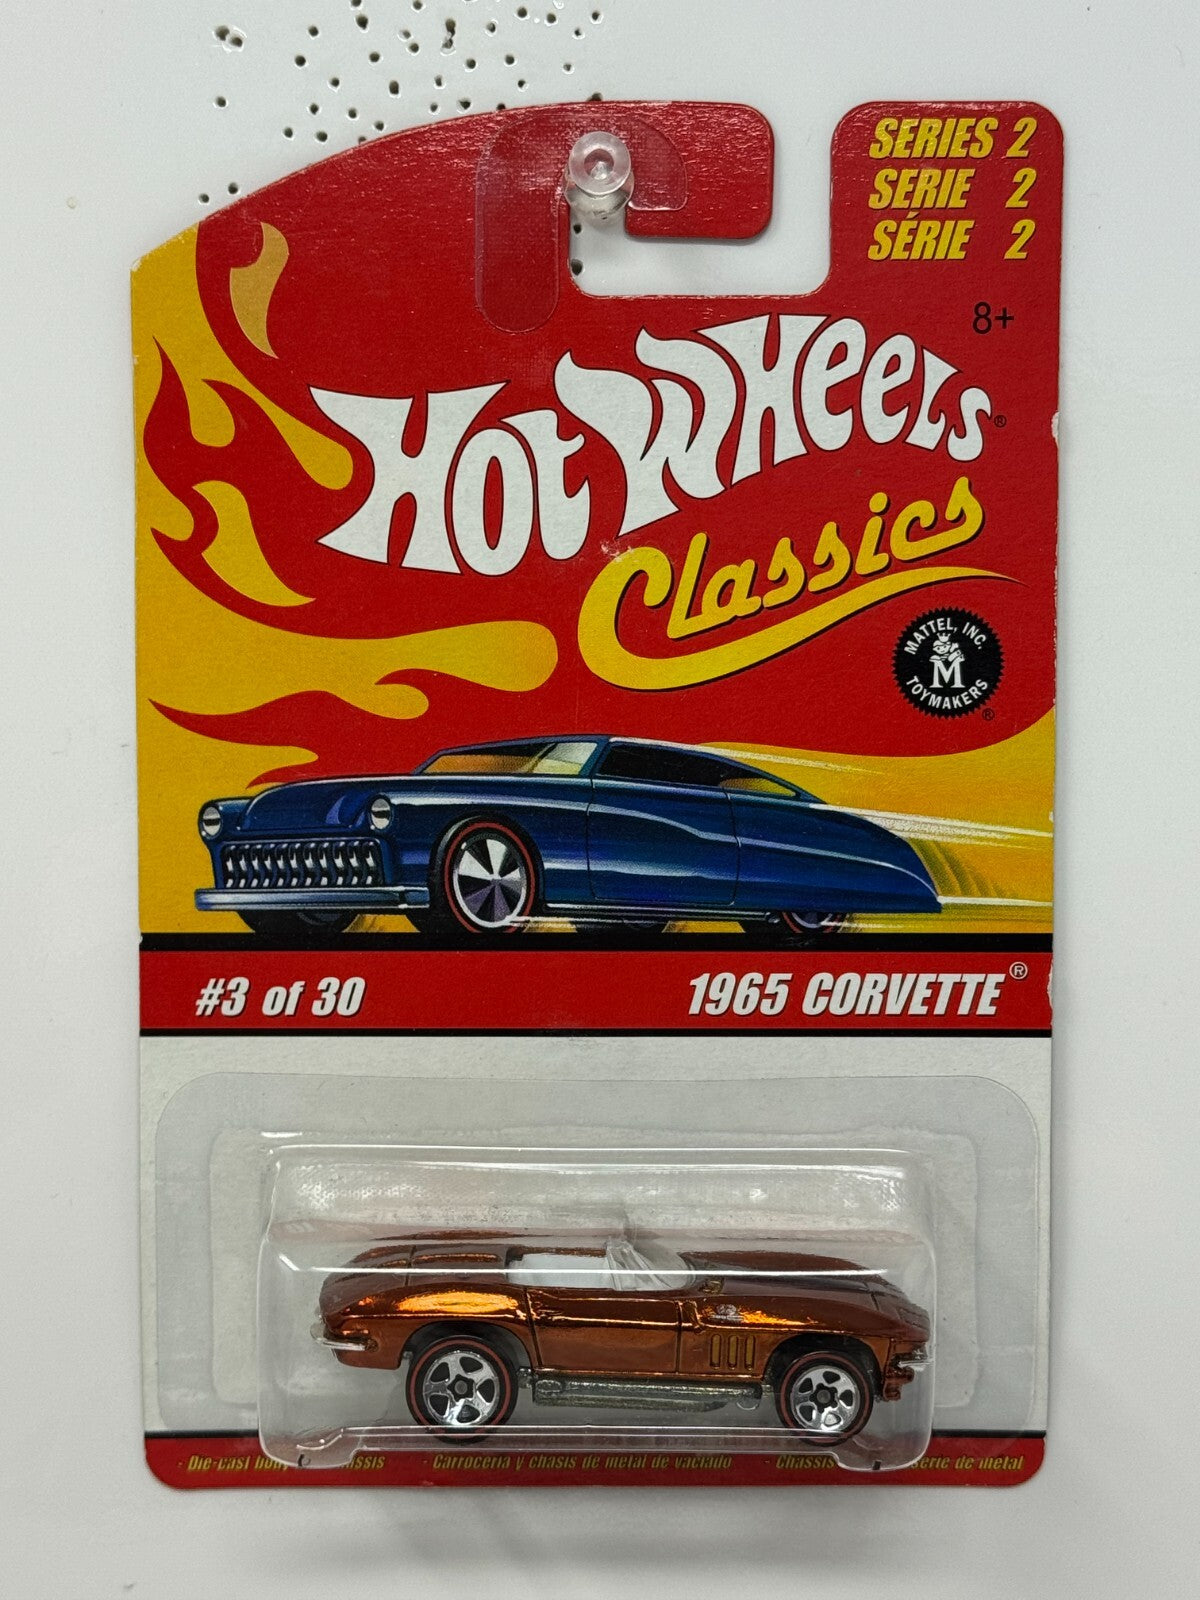 SERIES 2
SERIE 2
SÉRIE 2
8+
HOT WHEELS®
Classics
MATTEL, INC.
M
TOYMAKERS
®
#3 of 30
1965 CORVETTE®
- Die-cast body - Carrocería y chasis de metal de vaciado - série de métal